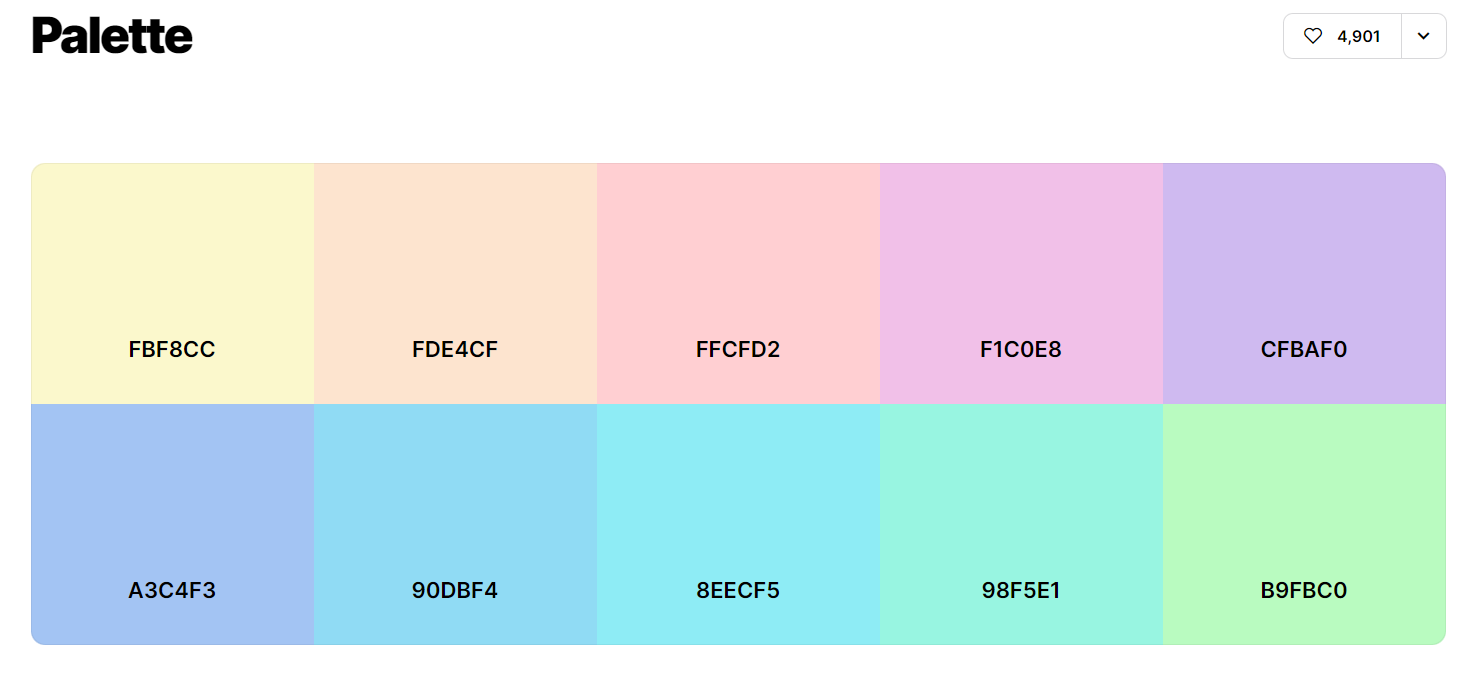 Palette
4,901
FBF8CC FDE4CF FFCFD2 F1C0E8 CFBAF0
A3C4F3 90DBF4 8EECF5 98F5E1 B9FBC0